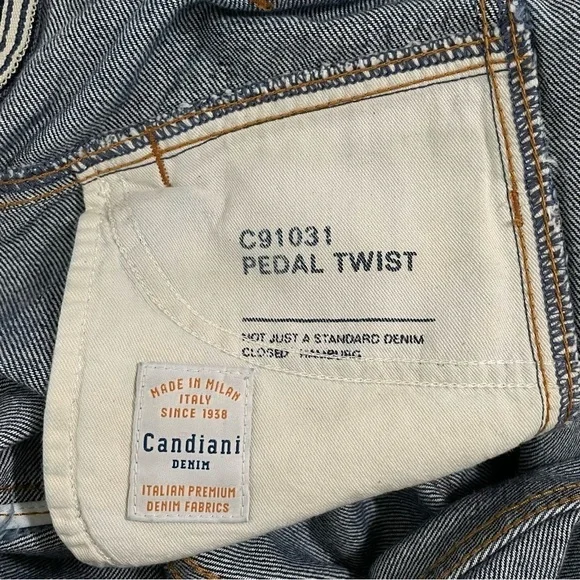 C91031
PEDAL TWIST
NOT JUST A STANDARD DENIM
CLOSED HAMBURG
MADE IN MILAN
ITALY
SINCE 1938
Candiani
DENIM
ITALIAN PREMIUM
DENIM FABRICS